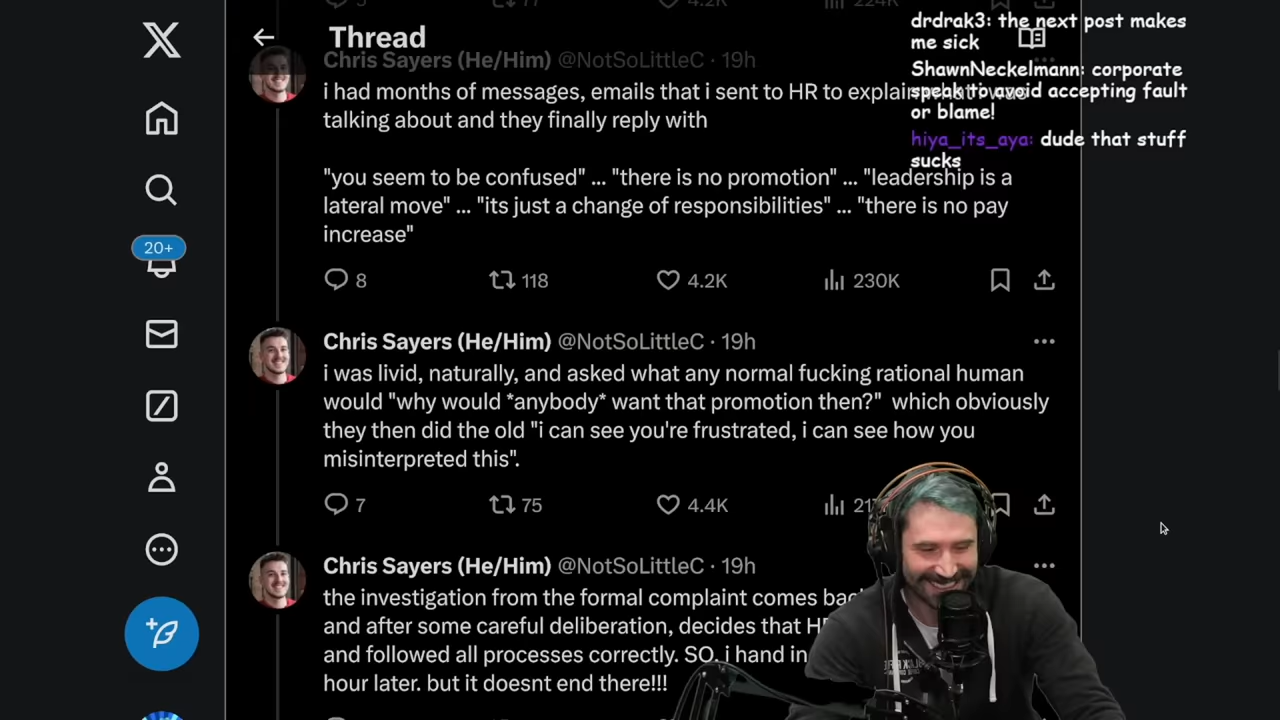 Thread
Chris Sayers (He/Him) @NotSoLittleC · 19h
i had months of messages, emails that i sent to HR to explain
talking about and they finally reply with
"you seem to be confused" ... "there is no promotion" ... "leadership is a
lateral move" ... "its just a change of responsibilities" ... "there is no pay
increase"
8 118 4.2K 230K
Chris Sayers (He/Him) @NotSoLittleC · 19h
i was livid, naturally, and asked what any normal fucking rational human
would "why would *anybody* want that promotion then?" which obviously
they then did the old "i can see you're frustrated, i can see how you
misinterpreted this".
7 75 4.4K
Chris Sayers (He/Him) @NotSoLittleC · 19h
the investigation from the formal complaint comes
and after some careful deliberation, decides that
and followed all processes correctly. SO, i hand in
hour later. but it doesnt end there!!!
20+
drdrak3: the next post makes
me sick
ShawnNeckelmann: corporate
speak to avoid accepting fault
or blame!
hiya_its_aya: dude that stuff
sucks